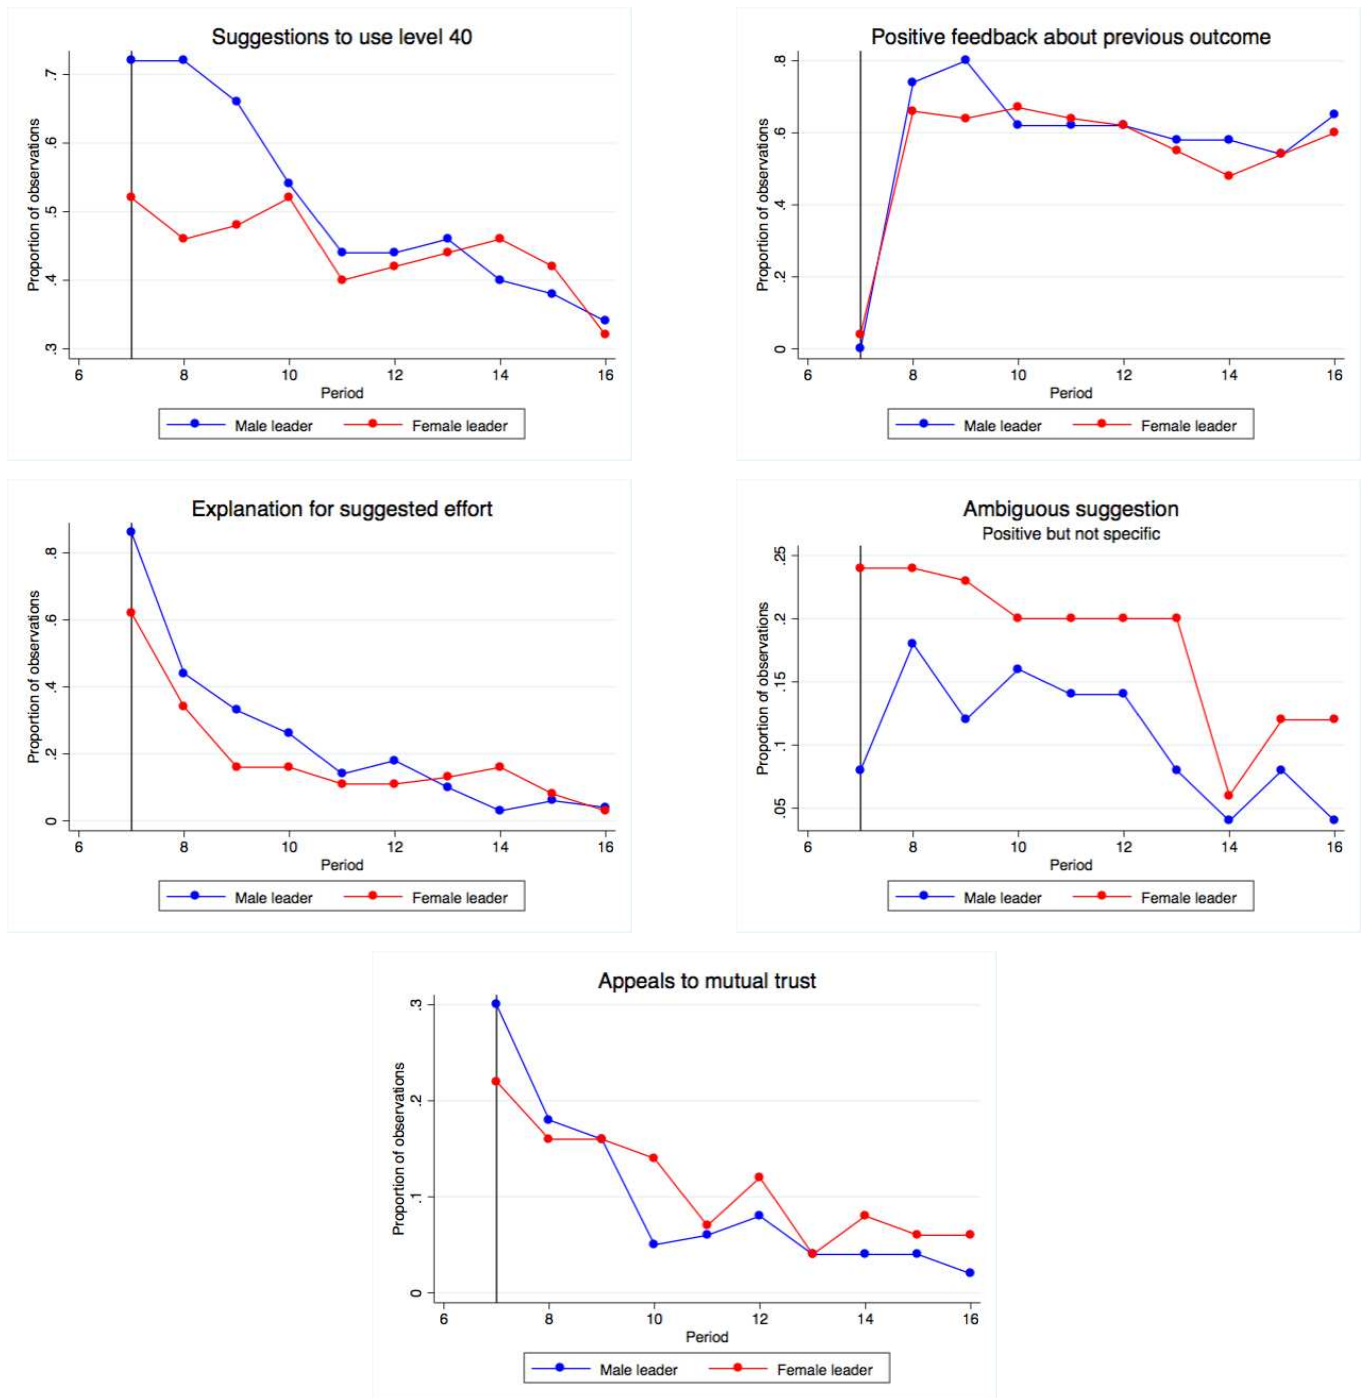 Suggestions to use level 40
Proportion of observations
.7
.6
.5
.4
.3
6 8 10 12 14 16
Period
Male leader Female leader
Positive feedback about previous outcome
Proportion of observations
.8
.6
.4
.2
0
6 8 10 12 14 16
Period
Male leader Female leader
Explanation for suggested effort
Proportion of observations
.8
.6
.4
.2
0
6 8 10 12 14 16
Period
Male leader Female leader
Ambiguous suggestion
Positive but not specific
Proportion of observations
.25
.2
.15
.1
.05
6 8 10 12 14 16
Period
Male leader Female leader
Appeals to mutual trust
Proportion of observations
.3
.2
.1
0
6 8 10 12 14 16
Period
Male leader Female leader